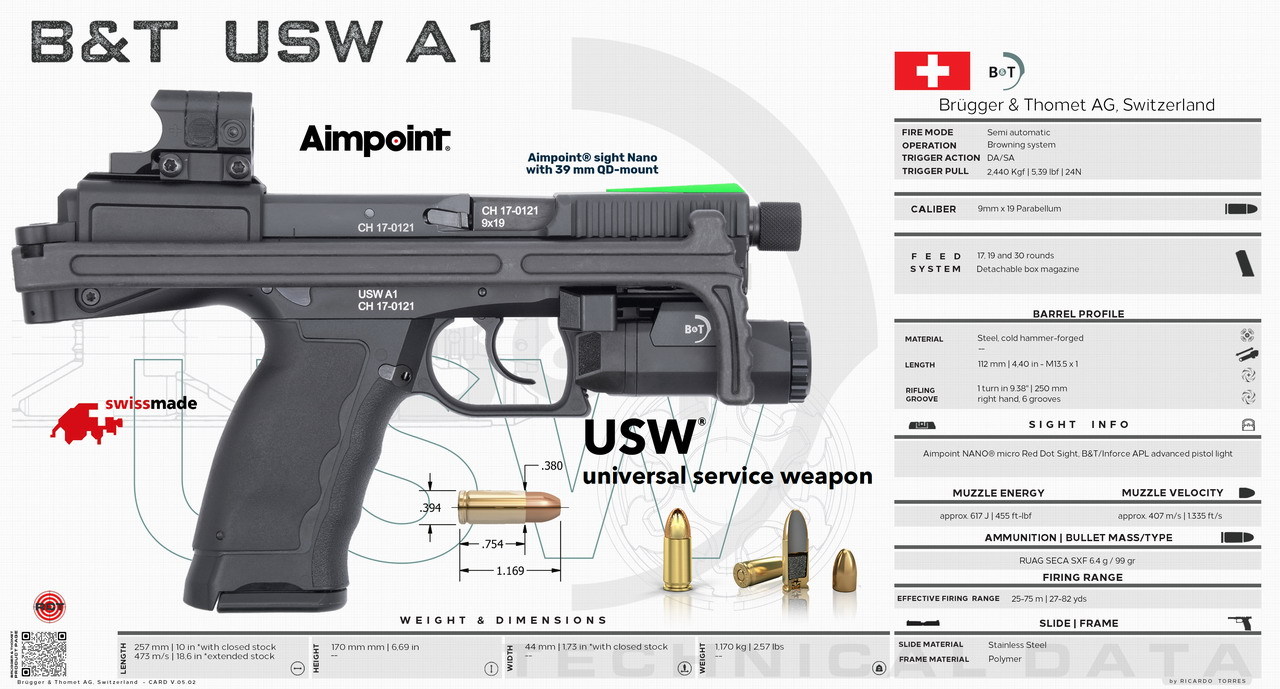 B&T USW A1
Aimpoint®
Aimpoint® sight Nano
with 39 mm QD-mount
CH 17-0121
CH 17-0121
9x19
USW A1
CH 17-0121
B&T
swissmade
USW®
universal service weapon
USW
.380
.394
.754
1.169
B&T
Brügger & Thomet AG, Switzerland
FIRE MODE Semi automatic
OPERATION Browning system
TRIGGER ACTION DA/SA
TRIGGER PULL 2,440 Kgf | 5,39 lbf | 24N
CALIBER 9mm x 19 Parabellum
FEED SYSTEM 17, 19 and 30 rounds
Detachable box magazine
BARREL PROFILE
MATERIAL Steel, cold hammer-forged
--
LENGTH 112 mm | 4,40 in - M13.5 x 1
RIFLING 1 turn in 9.38" | 250 mm
GROOVE right hand, 6 grooves
SIGHT INFO
Aimpoint NANO® micro Red Dot Sight, B&T/Inforce APL advanced pistol light
MUZZLE ENERGY MUZZLE VELOCITY
approx. 617 J | 455 ft-lbf approx. 407 m/s | 1.335 ft/s
AMMUNITION | BULLET MASS/TYPE
RUAG SECA SXF 6.4 g / 99 gr
FIRING RANGE
EFFECTIVE FIRING RANGE 25-75 m | 27-82 yds
SLIDE | FRAME
SLIDE MATERIAL Stainless Steel
FRAME MATERIAL Polymer
WEIGHT & DIMENSIONS
LENGTH 257 mm | 10 in *with closed stock
473 m/s | 18,6 in *extended stock
HEIGHT 170 mm mm | 6,69 in
--
WIDTH 44 mm | 1.73 in *with closed stock
--
WEIGHT 1.170 kg | 2.57 lbs
--
TECHNICAL DATA
RDT
Brügger & Thomet AG, Switzerland - CARD V.05.02
by RICARDO TORRES